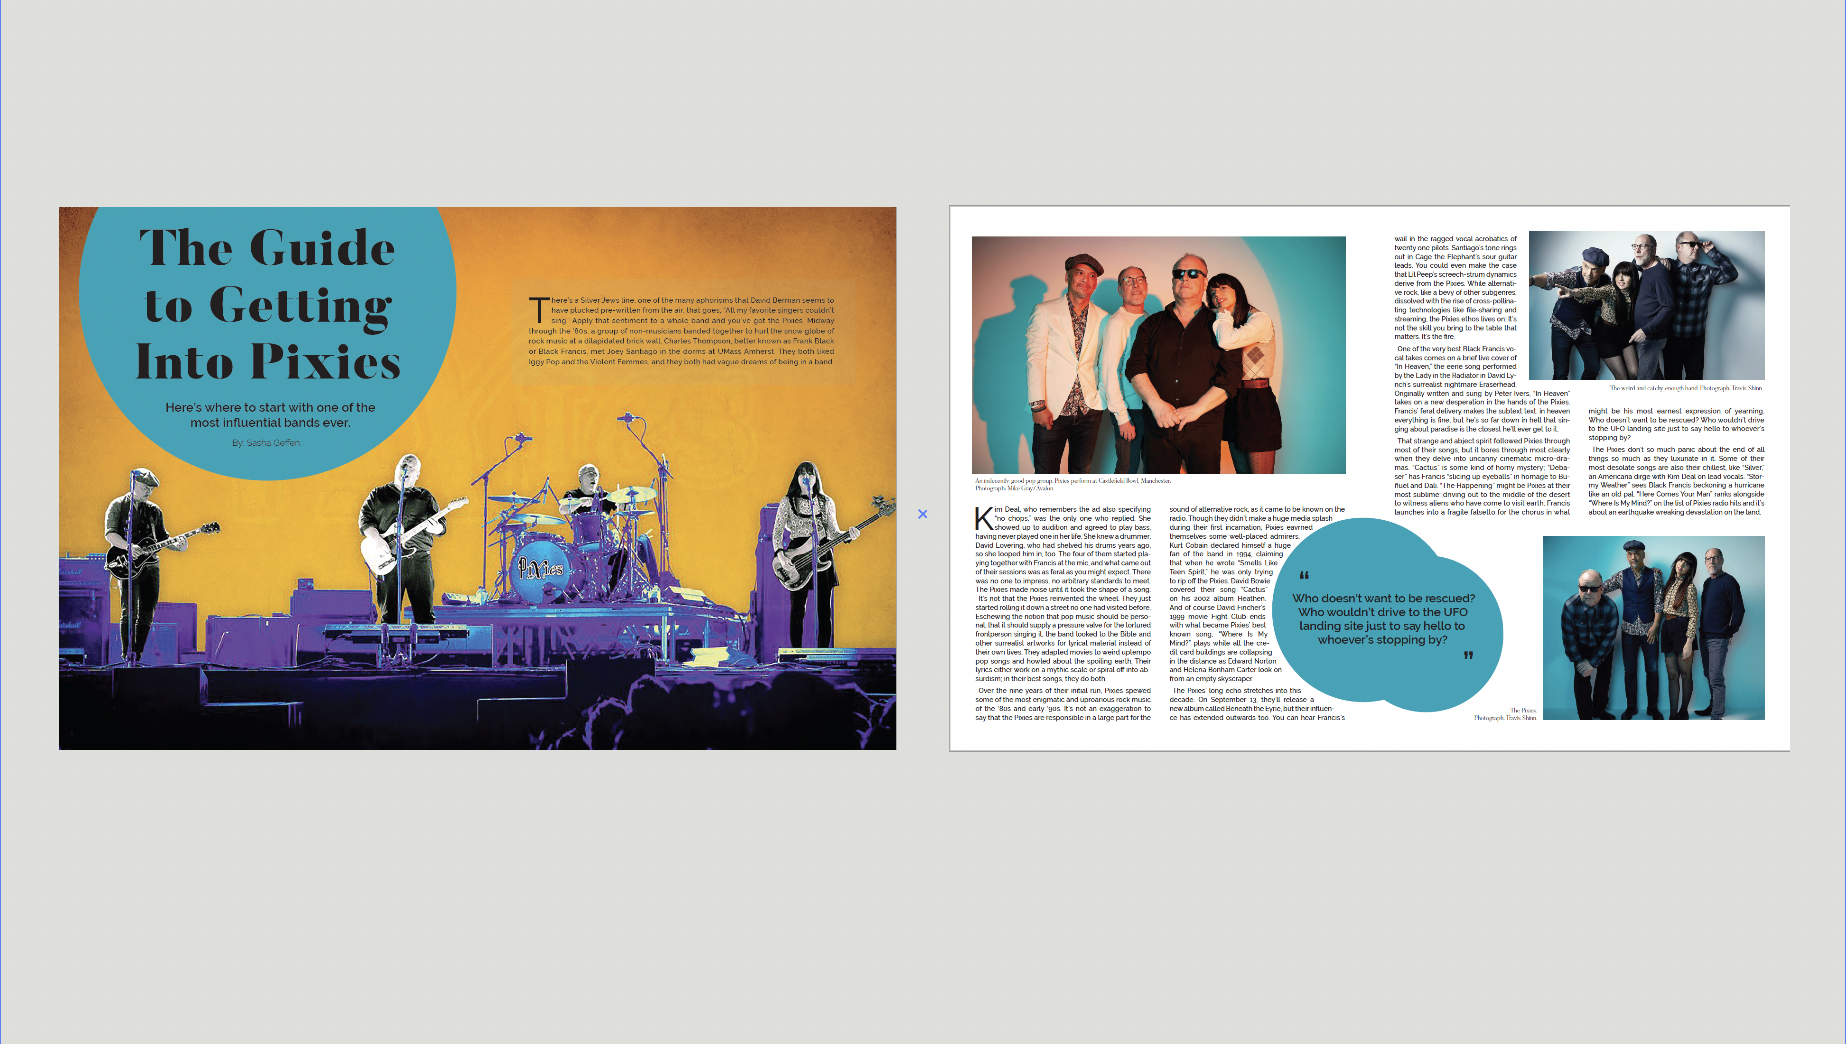 The Guide
to Getting
Into Pixies
Here's where to start with one of the
most influential bands ever.
By: Sasha Geffen
There's a Silver Jews line, one of the many aphorisms that David Berman seems to
have plucked pre-written from the air, that goes, "All my favorite singers couldn't
sing." Apply that sentiment to a whole band and you've got the Pixies. Midway
through the '80s, a group of non-musicians banded together to hurl the snow globe of
rock music at a dilapidated brick wall. Charles Thompson, better known as Frank Black
or Black Francis, met Joey Santiago in the dorms at UMass Amherst. They both liked
Iggy Pop and the Violent Femmes, and they both had vague dreams of being in a band.
PIXIES
An indecently good pop group. Pixies perform at Castlefield Bowl, Manchester.
Photograph: Mike Gray/Avalon.
Kim Deal, who remembers the ad also specifying
"no chops," was the only one who replied. She
showed up to audition and agreed to play bass,
having never played one in her life. She knew a drummer,
David Lovering, who had shelved his drums years ago,
so she looped him in, too. The four of them started pla-
ying together with Francis at the mic, and what came out
of their sessions was as feral as you might expect. There
was no one to impress, no arbitrary standards to meet.
The Pixies made noise until it took the shape of a song.
It's not that the Pixies reinvented the wheel. They just
started rolling it down a street no one had visited before.
Eschewing the notion that pop music should be perso-
nal, that it should supply a pressure valve for the tortured
frontperson singing it, the band looked to the Bible and
other surrealist artworks for lyrical material instead of
their own lives. They adapted movies to weird uptempo
pop songs and howled about the spoiling earth. Their
lyrics either work on a mythic scale or spiral off into ab-
surdism; in their best songs, they do both.
Over the nine years of their initial run, Pixies spewed
some of the most enigmatic and uproarious rock music
of the '80s and early '90s. It's not an exaggeration to
say that the Pixies are responsible in a large part for the
sound of alternative rock, as it came to be known on the
radio. Though they didn't make a huge media splash
during their first incarnation, Pixies eavrned
themselves some well-placed admirers.
Kurt Cobain declared himself a huge
fan of the band in 1994, claiming
that when he wrote "Smells Like
Teen Spirit," he was only trying
to rip off the Pixies. David Bowie
covered their song "Cactus"
on his 2002 album Heathen.
And of course David Fincher's
1999 movie Fight Club ends
with what became Pixies' best
known song. "Where Is My
Mind?" plays while all the cre-
dit card buildings are collapsing
in the distance as Edward Norton
and Helena Bonham Carter look on
from an empty skyscraper.
The Pixies' long echo stretches into this
decade. On September 13, they'll release a
new album called Beneath the Eyrie, but their influen-
ce has extended outwards too. You can hear Francis's
“
Who doesn't want to be rescued?
Who wouldn't drive to the UFO
landing site just to say hello to
whoever's stopping by?
”
wail in the ragged vocal acrobatics of
twenty one pilots. Santiago's tone rings
out in Cage the Elephant's sour guitar
leads. You could even make the case
that Lil Peep's screech-strum dynamics
derive from the Pixies. While alternati-
ve rock, like a bevy of other subgenres,
dissolved with the rise of cross-pollina-
ting technologies like file-sharing and
streaming, the Pixies ethos lives on: It's
not the skill you bring to the table that
matters. It's the fire.
One of the very best Black Francis vo-
cal takes comes on a brief live cover of
"In Heaven," the eerie song performed
by the Lady in the Radiator in David Ly-
nch's surrealist nightmare Eraserhead.
Originally written and sung by Peter Ivers, "In Heaven"
takes on a new desperation in the hands of the Pixies.
Francis' feral delivery makes the subtext text; in heaven
everything is fine, but he's so far down in hell that sin-
ging about paradise is the closest he'll ever get to it.
That strange and abject spirit followed Pixies through
most of their songs, but it bores through most clearly
when they delve into uncanny cinematic micro-dra-
mas. "Cactus" is some kind of horny mystery; "Deba-
ser" has Francis "slicing up eyeballs" in homage to Bu-
ñuel and Dalí. "The Happening" might be Pixies at their
most sublime: driving out to the middle of the desert
to witness aliens who have come to visit earth, Francis
launches into a fragile falsetto for the chorus in what
The weird and catchy enough band. Photograph: Travis Shinn.
might be his most earnest expression of yearning.
Who doesn't want to be rescued? Who wouldn't drive
to the UFO landing site just to say hello to whoever's
stopping by?
The Pixies don't so much panic about the end of all
things so much as they luxuriate in it. Some of their
most desolate songs are also their chillest, like "Silver,"
an Americana dirge with Kim Deal on lead vocals. "Stor-
my Weather" sees Black Francis beckoning a hurricane
like an old pal. "Here Comes Your Man" ranks alongside
"Where Is My Mind?" on the list of Pixies radio hits and it's
about an earthquake wreaking devastation on the land.
The Pixies.
Photograph: Travis Shinn.